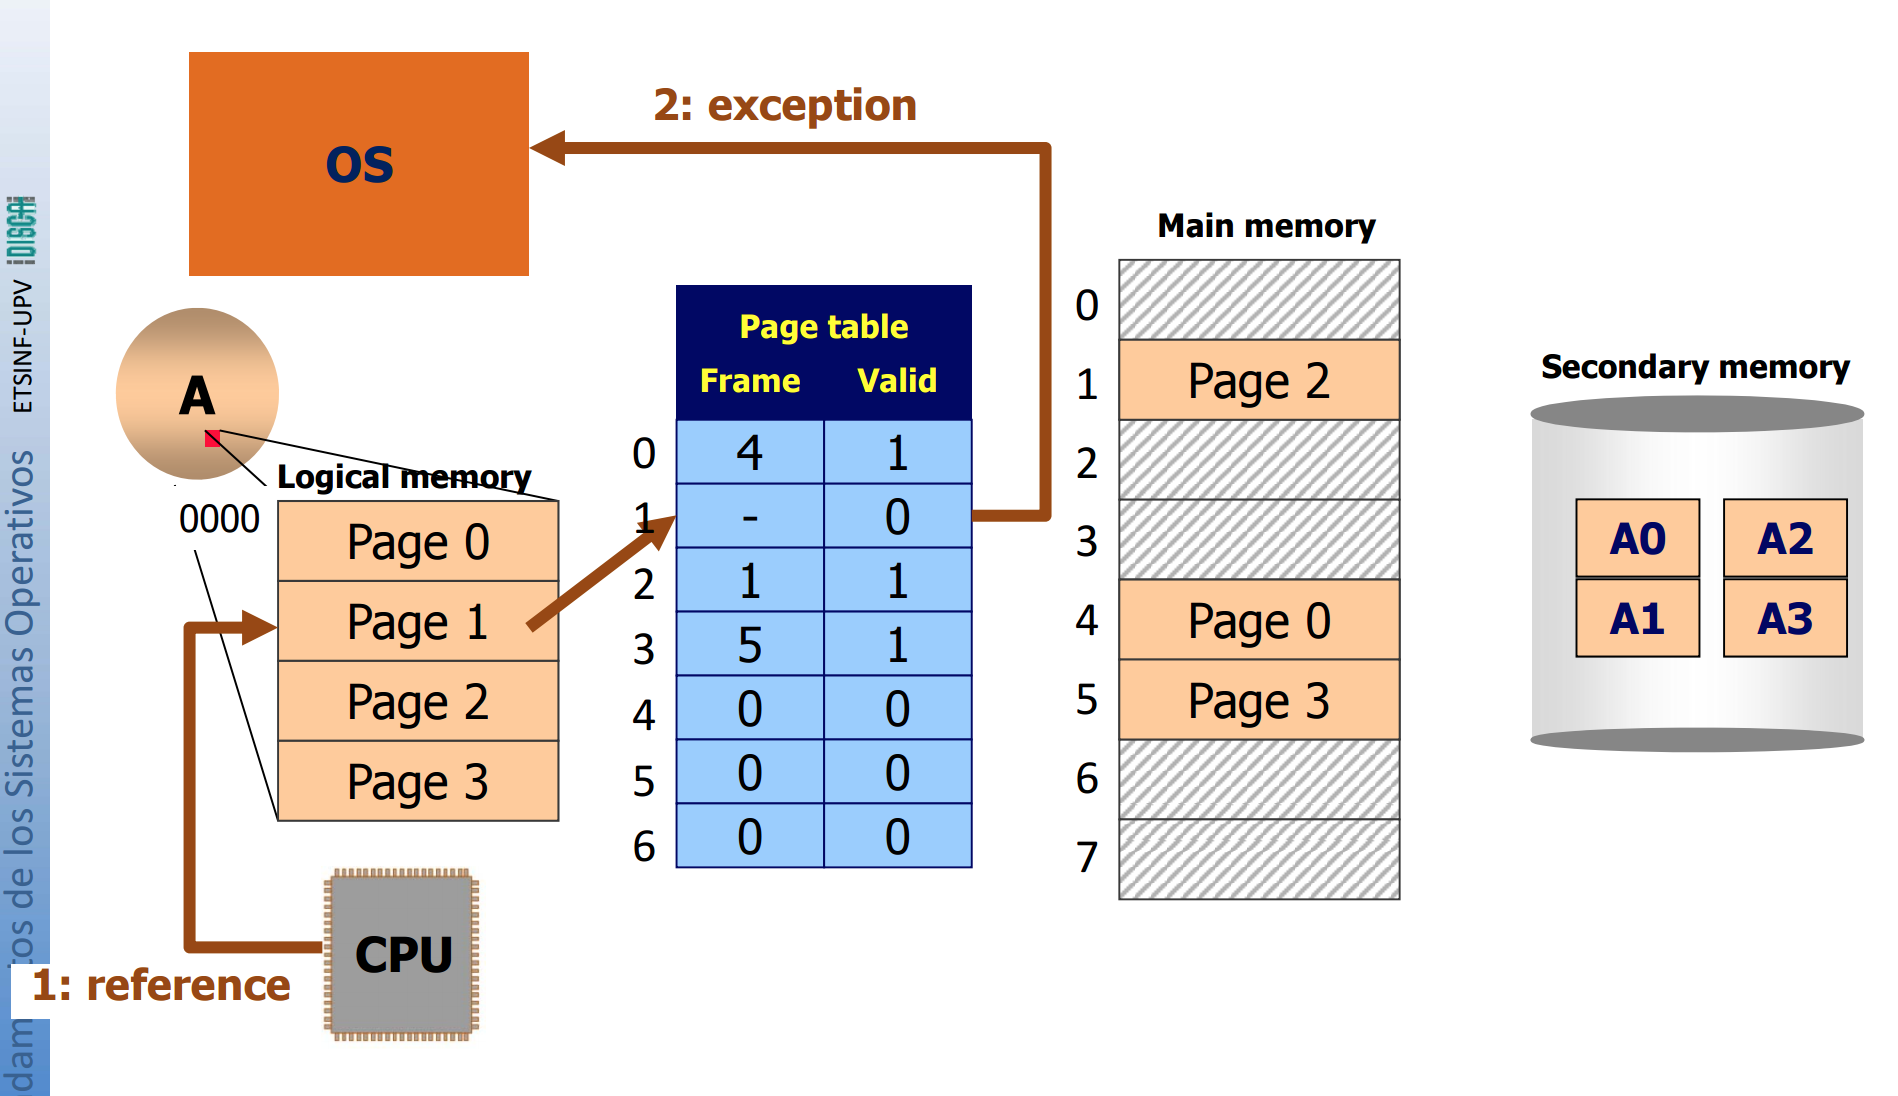 OS
2: exception
Main memory
Secondary memory
A
Logical memory
0000
Page 0
Page 1
Page 2
Page 3
CPU
1: reference
Page table
Frame Valid
0 4 1
1 - 0
2 1 1
3 5 1
4 0 0
5 0 0
6 0 0
0
1 Page 2
2
3
4 Page 0
5 Page 3
6
7
A0 A2
A1 A3
ETSINF-UPV
DISCA
de los Sistemas Operativos